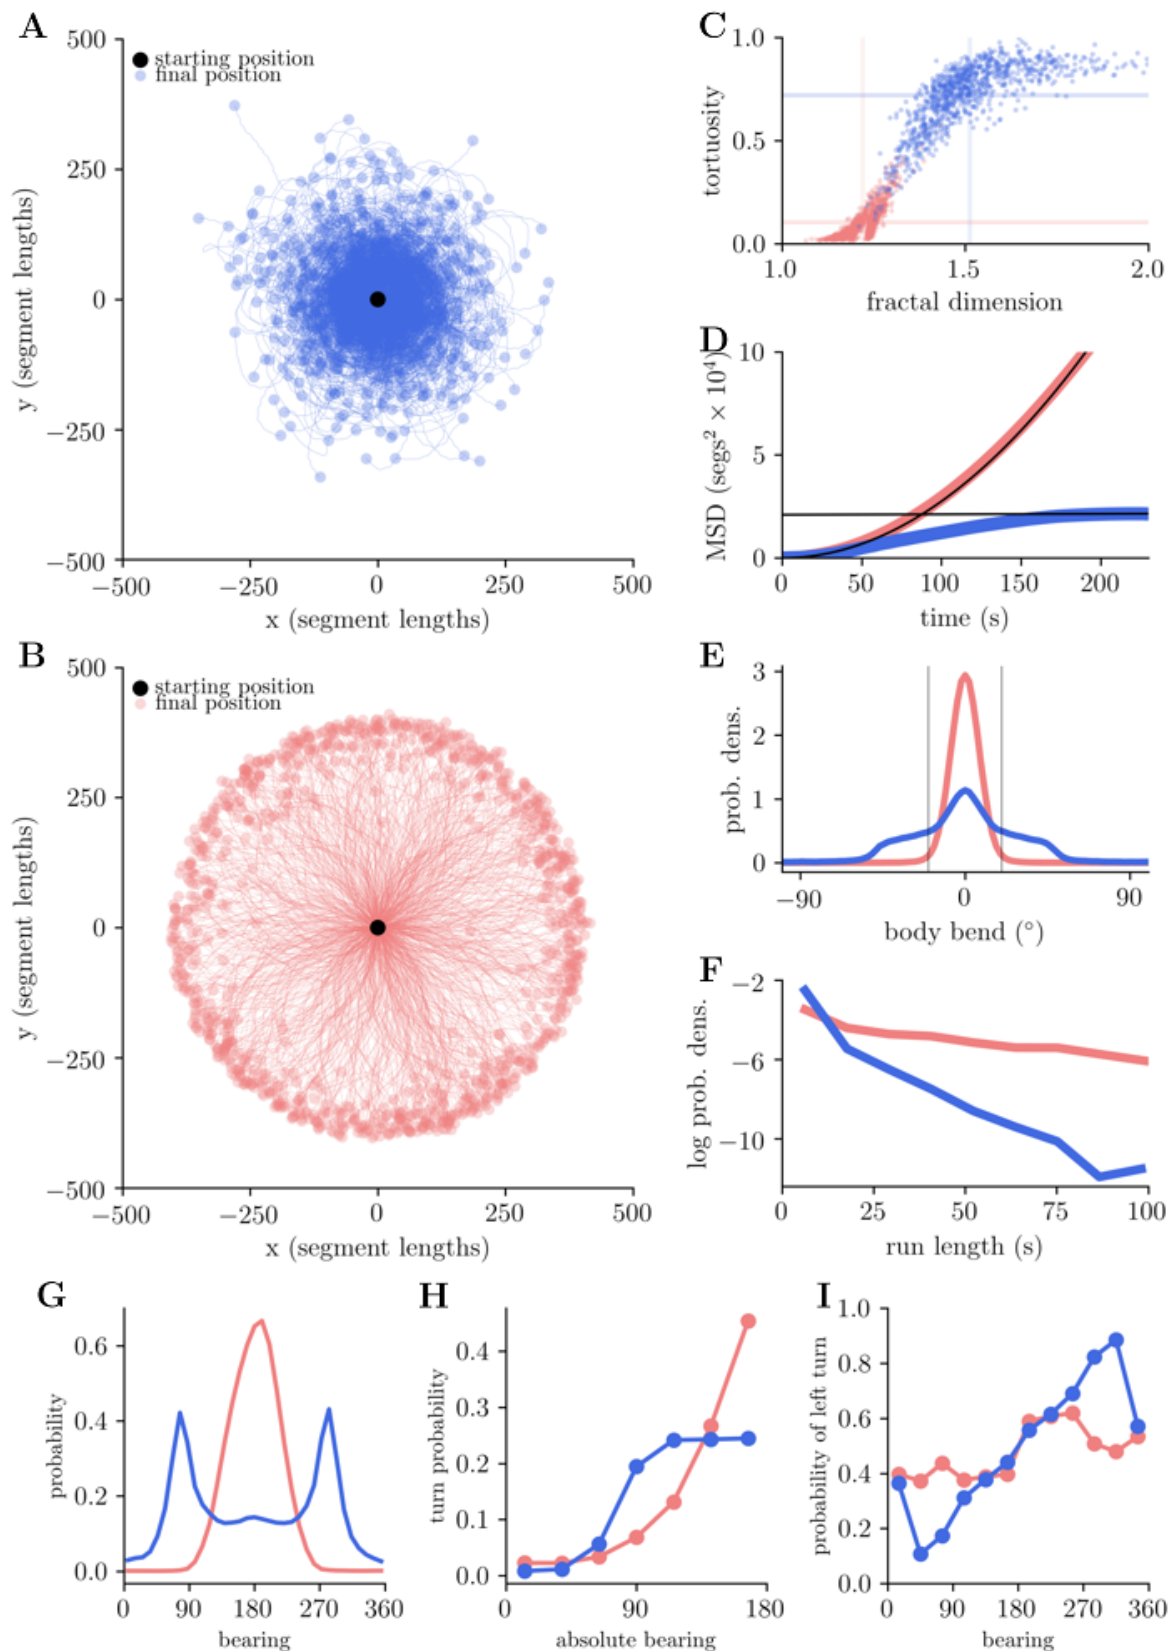 A
500
250
0
−250
−500
y (segment lengths)
starting position
final position
−500
−250
0
250
500
x (segment lengths)
B
500
250
0
−250
−500
y (segment lengths)
starting position
final position
−500
−250
0
250
500
x (segment lengths)
C
1.0
0.5
0.0
tortuosity
1.0
1.5
2.0
fractal dimension
D
10
5
0
MSD (segs² × 10⁴)
0
50
100
150
200
time (s)
E
3
2
1
0
prob. dens.
−90
0
90
body bend (°)
F
−2
−6
−10
log prob. dens.
0
25
50
75
100
run length (s)
G
0.6
0.4
0.2
0.0
probability
0
90
180
270
360
bearing
H
0.4
0.3
0.2
0.1
0.0
turn probability
0
90
180
absolute bearing
I
1.0
0.8
0.6
0.4
0.2
0.0
probability of left turn
0
90
180
270
360
bearing